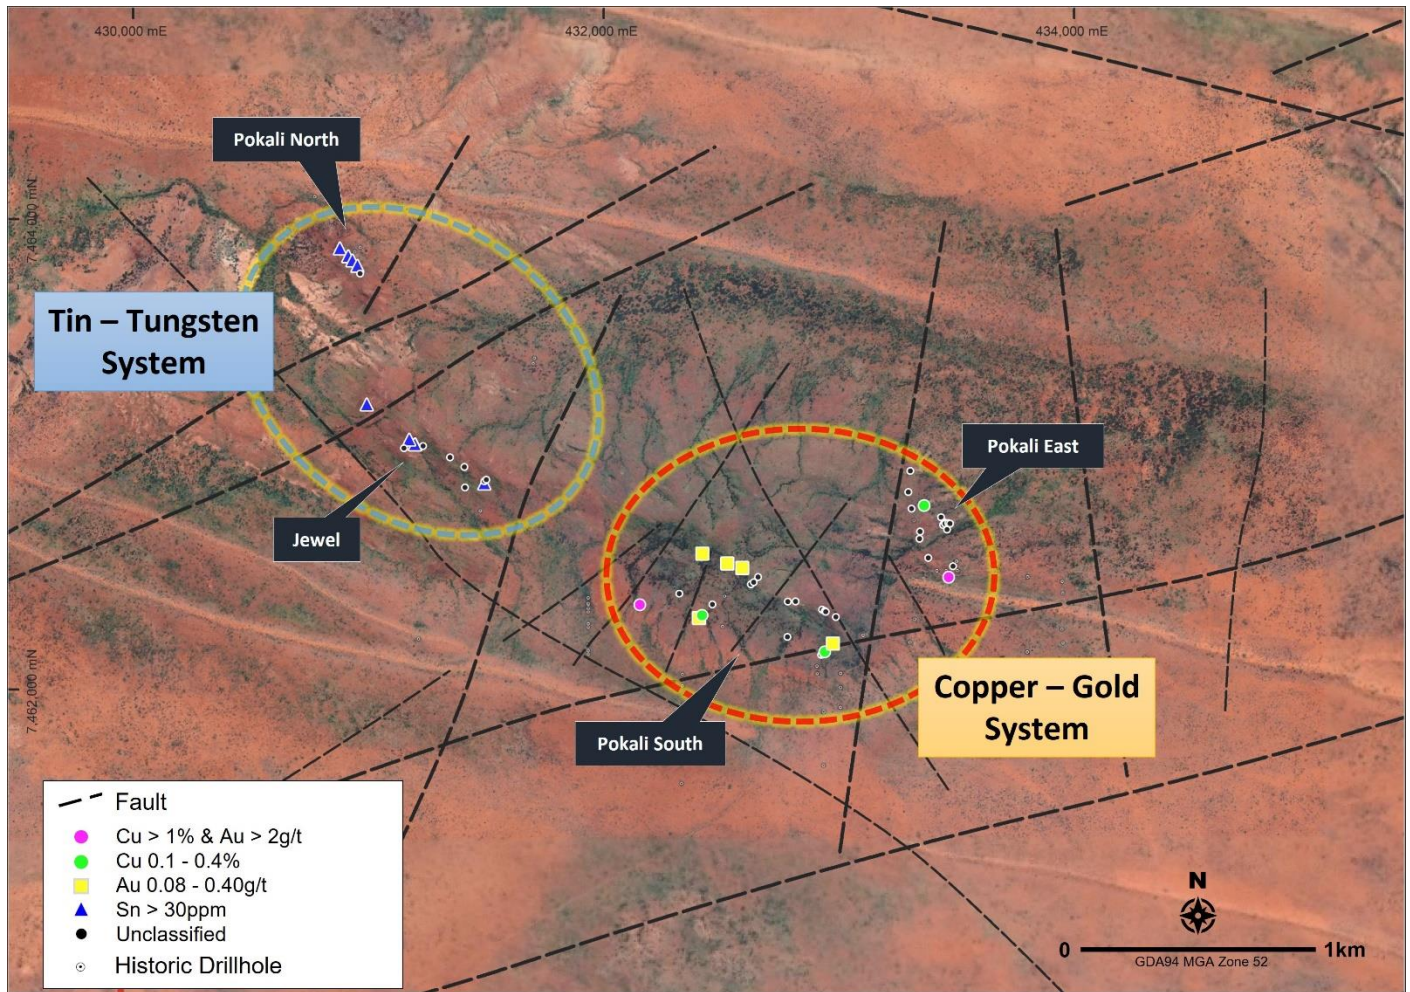 430,000 mE
432,000 mE
434,000 mE
7,464,000 mN
7,462,000 mN
Pokali North
Tin – Tungsten
System
Jewel
Pokali East
Pokali South
Copper – Gold
System
Fault
Cu > 1% & Au > 2g/t
Cu 0.1 - 0.4%
Au 0.08 - 0.40g/t
Sn > 30ppm
Unclassified
Historic Drillhole
N
0
1km
GDA94 MGA Zone 52